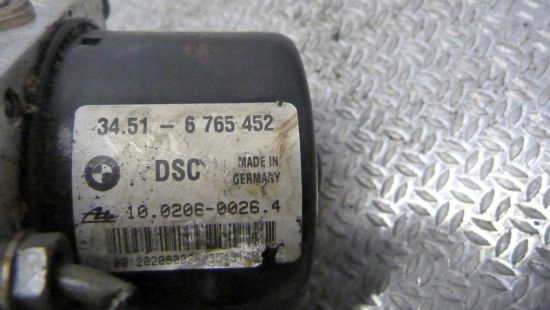 34.51 - 6 765 452
DSC
MADE IN
GERMANY
10.0206-0026.4